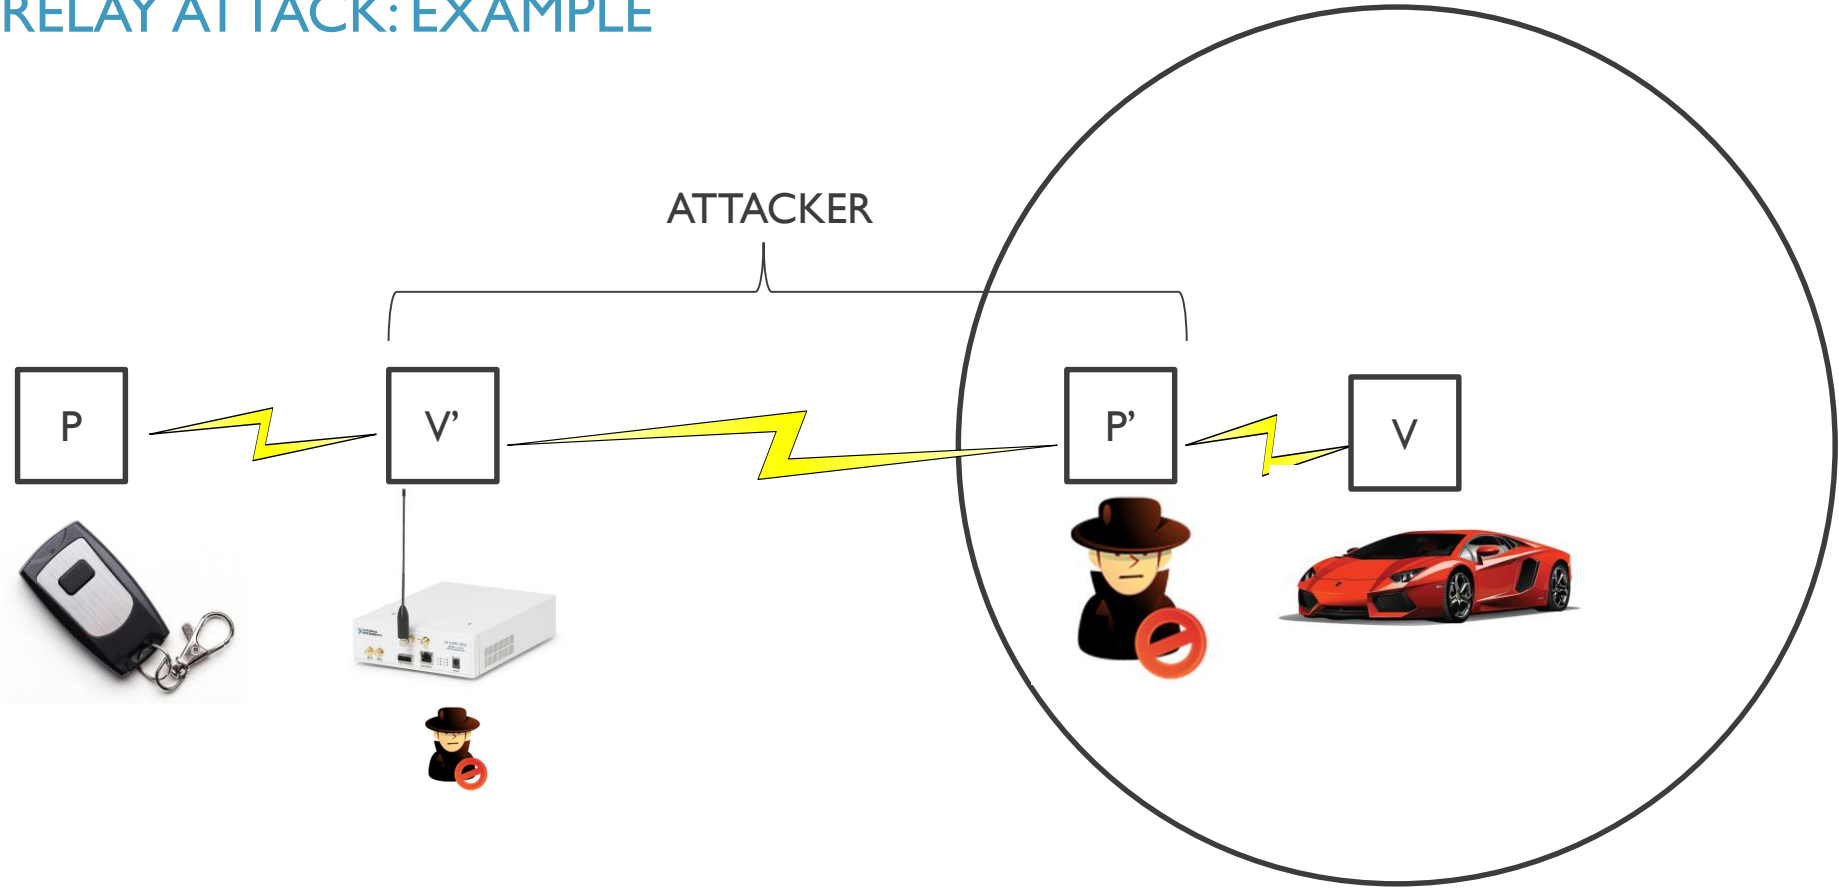 RELAY ATTACK: EXAMPLE
ATTACKER
P
V’
P’
V